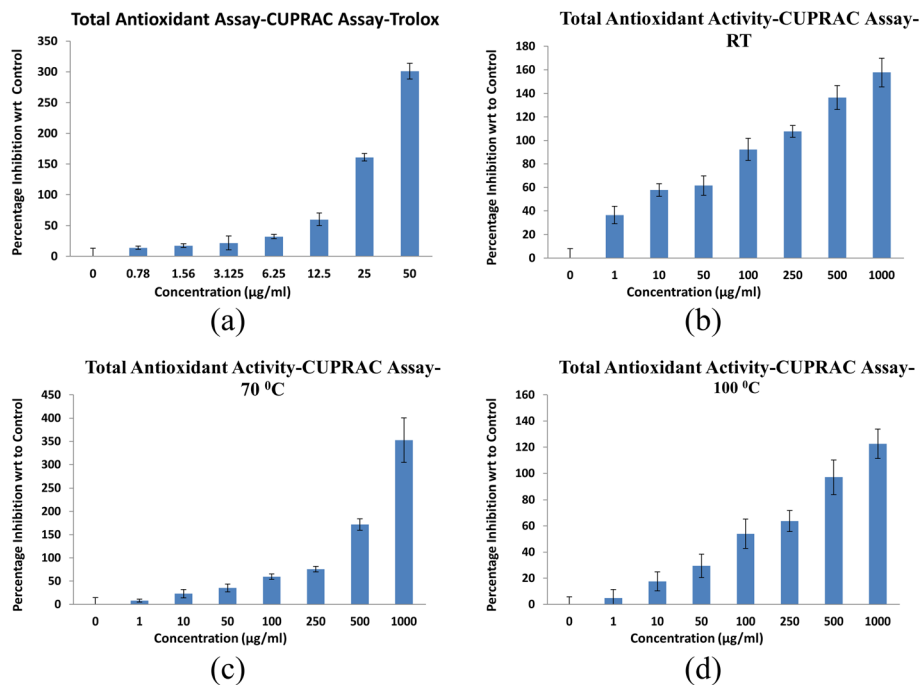 Total Antioxidant Assay-CUPRAC Assay-Trolox
Percentage Inhibition wrt Control
350
300
250
200
150
100
50
0
0 0.78 1.56 3.125 6.25 12.5 25 50
Concentration (µg/ml)
(a)
Total Antioxidant Activity-CUPRAC Assay-
RT
Percentage Inhibition wrt to Control
180
160
140
120
100
80
60
40
20
0
0 1 10 50 100 250 500 1000
Concentration (µg/ml)
(b)
Total Antioxidant Activity-CUPRAC Assay-
70 ⁰C
Percentage Inhibition wrt to Control
450
400
350
300
250
200
150
100
50
0
0 1 10 50 100 250 500 1000
Concentration (µg/ml)
(c)
Total Antioxidant Activity-CUPRAC Assay-
100 ⁰C
Percentage Inhibition wrt to Control
160
140
120
100
80
60
40
20
0
0 1 10 50 100 250 500 1000
Concentration (µg/ml)
(d)